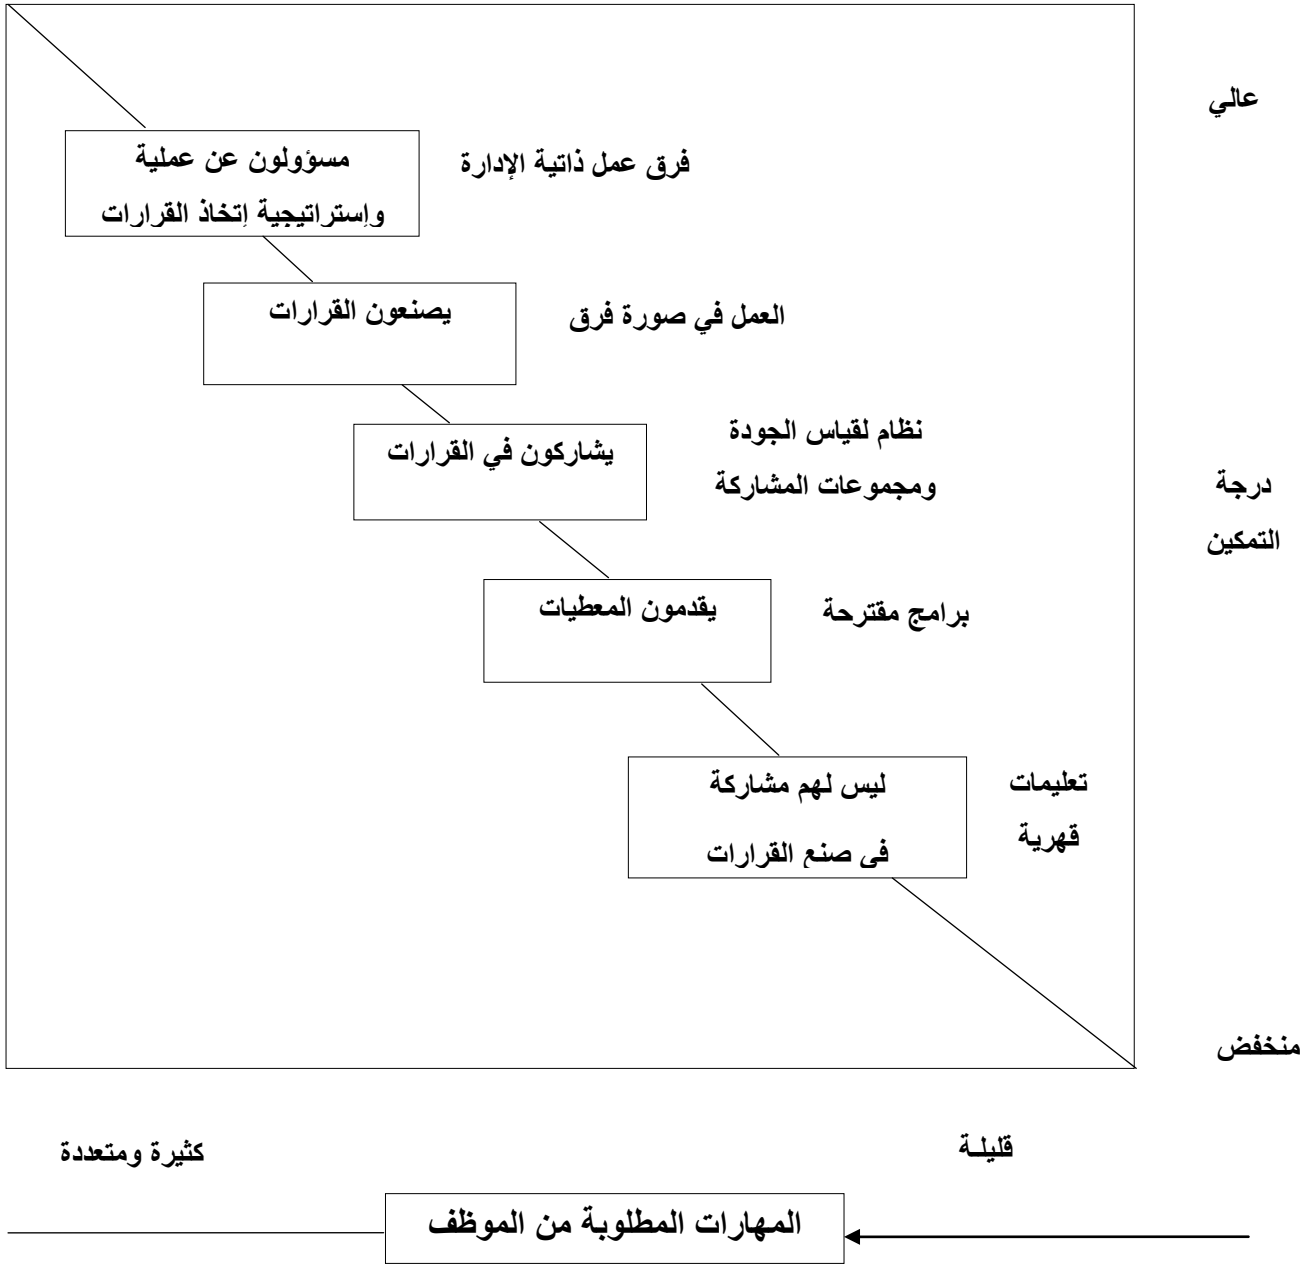 عالي
مسؤولون عن عملية
وإستراتيجية إتخاذ القرارات
فرق عمل ذاتية الإدارة
يصنعون القرارات
العمل في صورة فرق
يشاركون في القرارات
نظام لقياس الجودة
ومجموعات المشاركة
درجة
التمكين
يقدمون المعطيات
برامج مقترحة
ليس لهم مشاركة
في صنع القرارات
تعليمات
قهرية
منخفض
قليلة
كثيرة ومتعددة
المهارات المطلوبة من الموظف